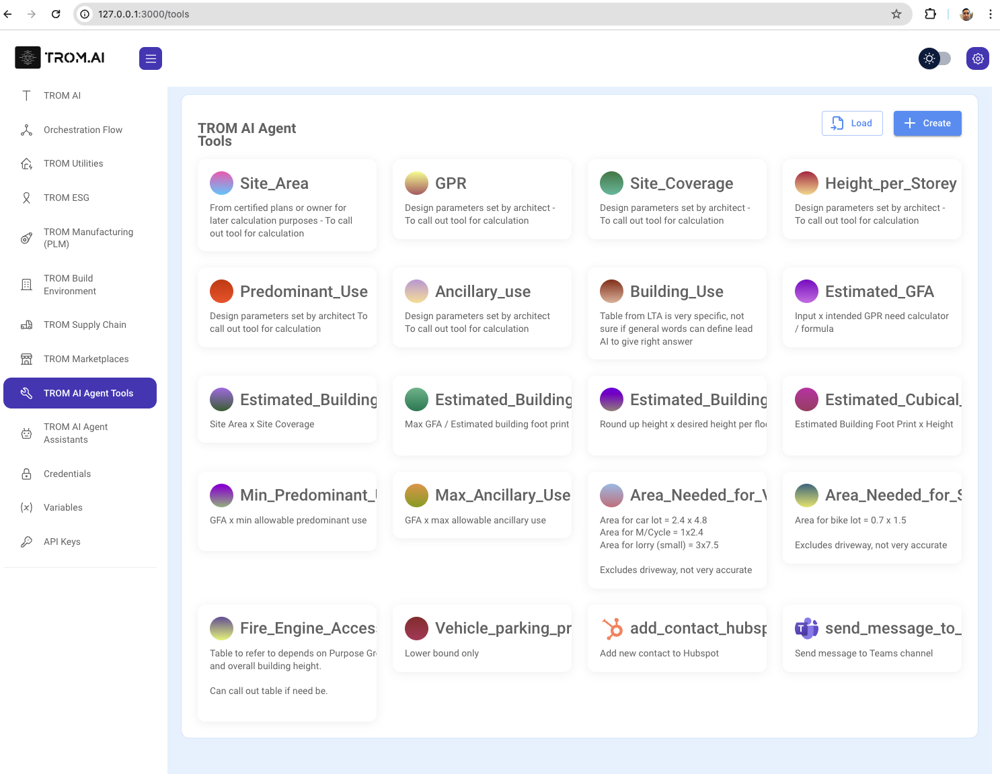 127.0.0.1:3000/tools
TROM.AI
TROM AI
Orchestration Flow
TROM Utilities
TROM ESG
TROM Manufacturing
(PLM)
TROM Build
Environment
TROM Supply Chain
TROM Marketplaces
TROM AI Agent Tools
TROM AI Agent
Assistants
Credentials
Variables
API Keys
TROM AI Agent
Tools
Load
Create
Site_Area
From certified plans or owner for
later calculation purposes - To call
out tool for calculation
GPR
Design parameters set by architect -
To call out tool for calculation
Site_Coverage
Design parameters set by architect -
To call out tool for calculation
Height_per_Storey
Design parameters set by architect -
To call out tool for calculation
Predominant_Use
Design parameters set by architect To
call out tool for calculation
Ancillary_use
Design parameters set by architect
To call out tool for calculation
Building_Use
Table from LTA is very specific, not
sure if general words can define lead
AI to give right answer
Estimated_GFA
Input x intended GPR need calculator
/ formula
Estimated_Building
Site Area x Site Coverage
Estimated_Building
Max GFA / Estimated building foot print
Estimated_Building
Round up height x desired height per floo
Estimated_Cubical_
Estimated Building Foot Print x Height
Min_Predominant_U
GFA x min allowable predominant use
Max_Ancillary_Use
GFA x max allowable ancillary use
Area_Needed_for_V
Area for car lot = 2.4 x 4.8
Area for M/Cycle = 1x2.4
Area for lorry (small) = 3x7.5
Excludes driveway, not very accurate
Area_Needed_for_S
Area for bike lot = 0.7 x 1.5
Excludes driveway, not very accurate
Fire_Engine_Acces
Table to refer to depends on Purpose Gr
and overall building height.
Can call out table if need be.
Vehicle_parking_pr
Lower bound only
add_contact_hubsp
Add new contact to Hubspot
T
send_message_to_
Send message to Teams channel